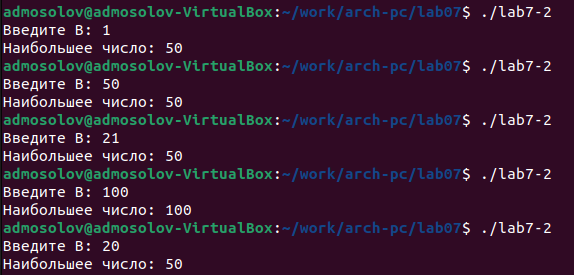 admosolov@admosolov-VirtualBox:~/work/arch-pc/lab07$ ./lab7-2
Введите B: 1
Наибольшее число: 50
admosolov@admosolov-VirtualBox:~/work/arch-pc/lab07$ ./lab7-2
Введите B: 50
Наибольшее число: 50
admosolov@admosolov-VirtualBox:~/work/arch-pc/lab07$ ./lab7-2
Введите B: 21
Наибольшее число: 50
admosolov@admosolov-VirtualBox:~/work/arch-pc/lab07$ ./lab7-2
Введите B: 100
Наибольшее число: 100
admosolov@admosolov-VirtualBox:~/work/arch-pc/lab07$ ./lab7-2
Введите B: 20
Наибольшее число: 50